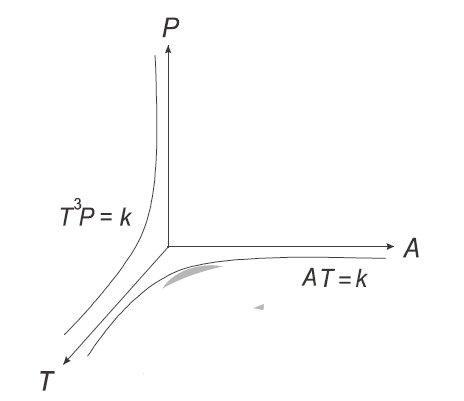 P
T³P = k
A
AT = k
T